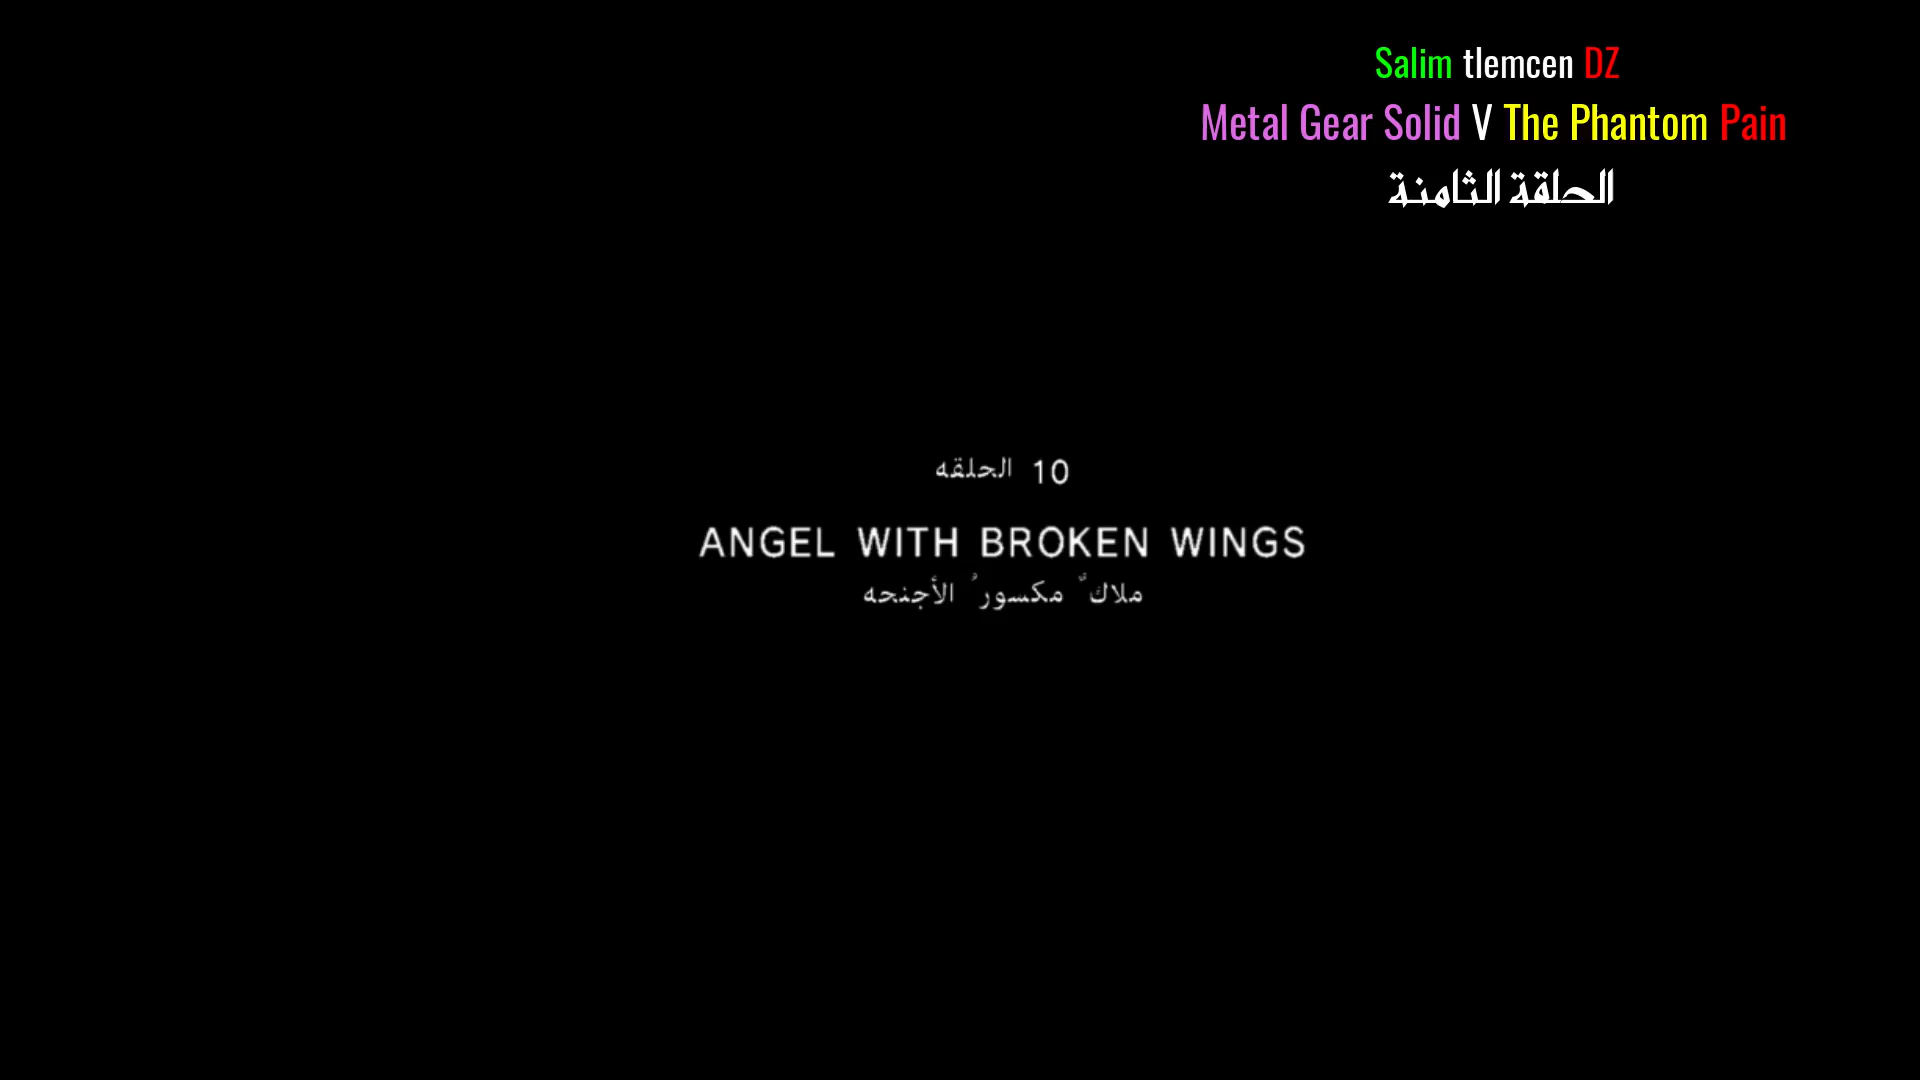 Salim tlemcen DZ
Metal Gear Solid V The Phantom Pain
الحلقة الثامنة
10 الحلقه
ANGEL WITH BROKEN WINGS
ملاكٌ مكسورُ الأجنحه